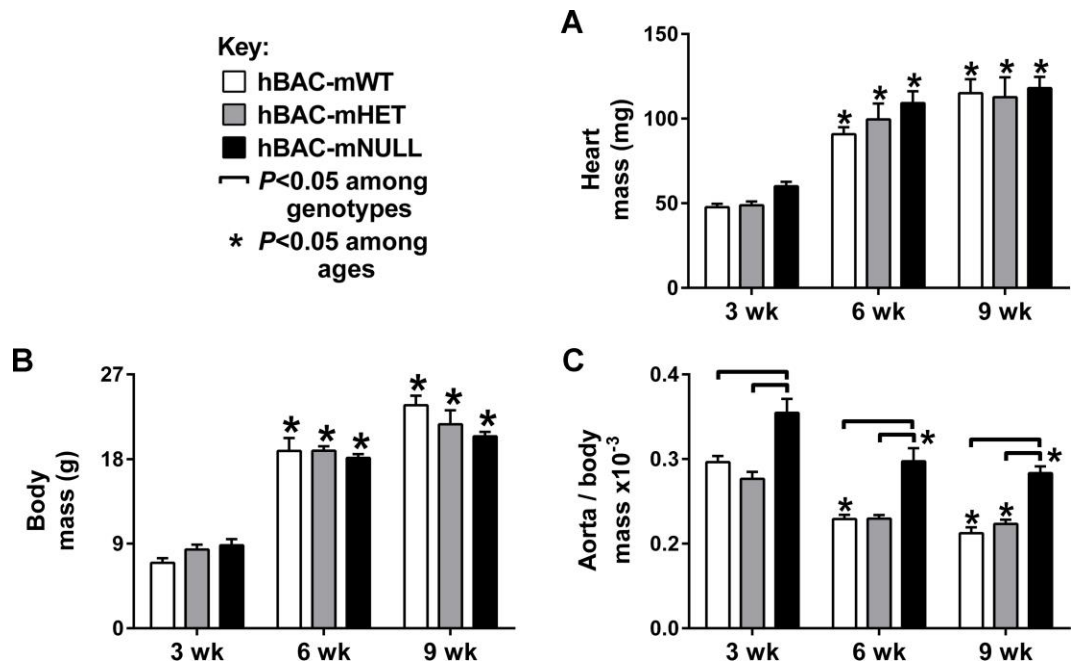 Key:
hBAC-mWT
hBAC-mHET
hBAC-mNULL
P<0.05 among
genotypes
* P<0.05 among
ages
A
Heart
mass (mg)
150
100
50
0
* * * * * *
3 wk 6 wk 9 wk
B
Body
mass (g)
27
18
9
0
* * * * * *
3 wk 6 wk 9 wk
C
Aorta / body
mass x10-3
0.4
0.3
0.2
0.0
* * * * *
3 wk 6 wk 9 wk